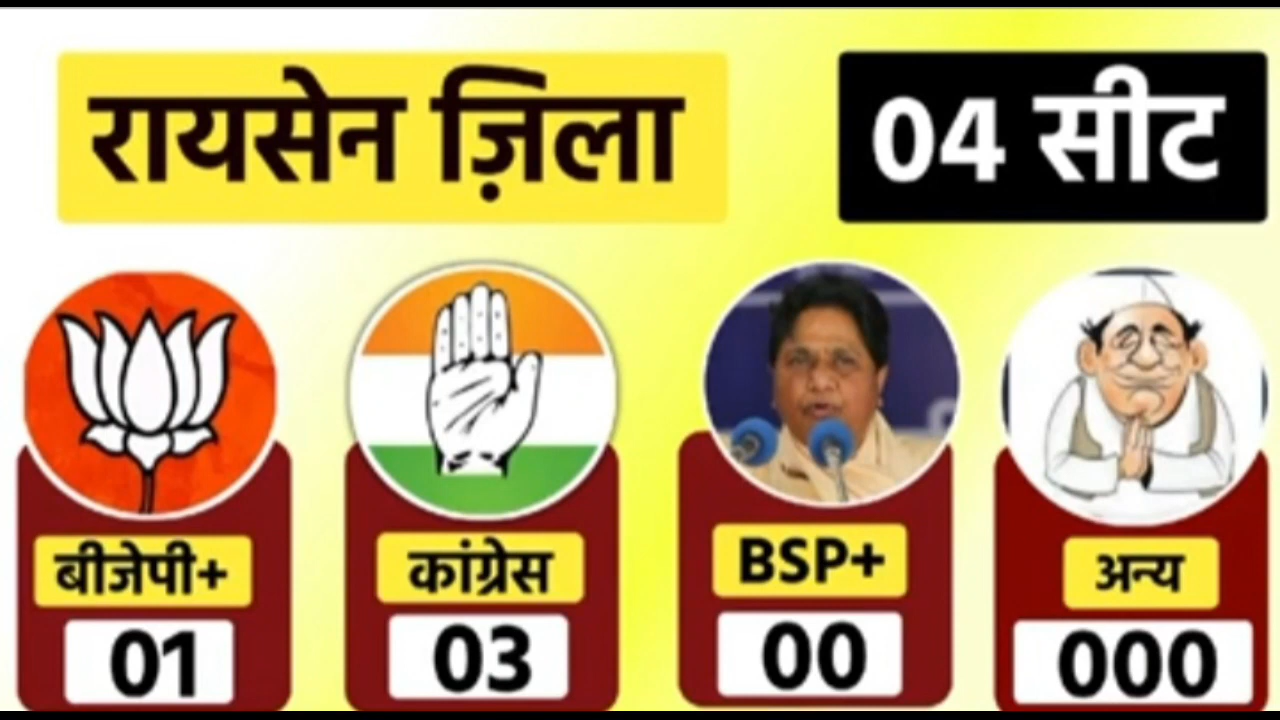 रायसेन ज़िला
04 सीट
बीजेपी+
कांग्रेस
BSP+
अन्य
01
03
00
000